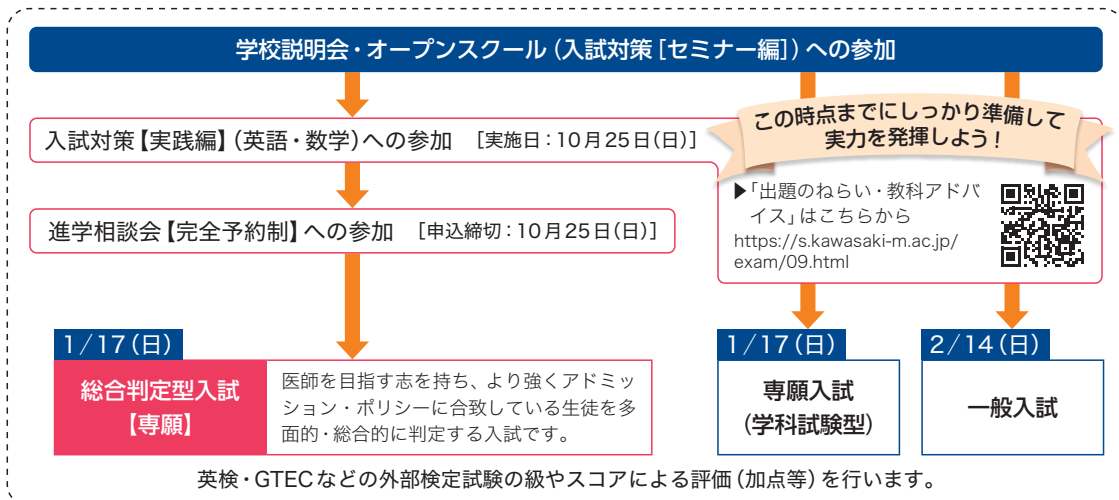 学校説明会・オープンスクール(入試対策[セミナー編])への参加
入試対策【実践編】(英語・数学)への参加 [実施日:10月25日(日)]
この時点までにしっかり準備して
実力を発揮しよう!
▶「出題のねらい・教科アドバ
イス」はこちらから
https://s.kawasaki-m.ac.jp/
exam/09.html
進学相談会【完全予約制】への参加 [申込締切:10月25日(日)]
1/17(日)
総合判定型入試
【専願】
医師を目指す志を持ち、より強くアドミッ
ション・ポリシーに合致している生徒を多
面的・総合的に判定する入試です。
1/17(日)
専願入試
(学科試験型)
2/14(日)
一般入試
英検・GTECなどの外部検定試験の級やスコアによる評価(加点等)を行います。